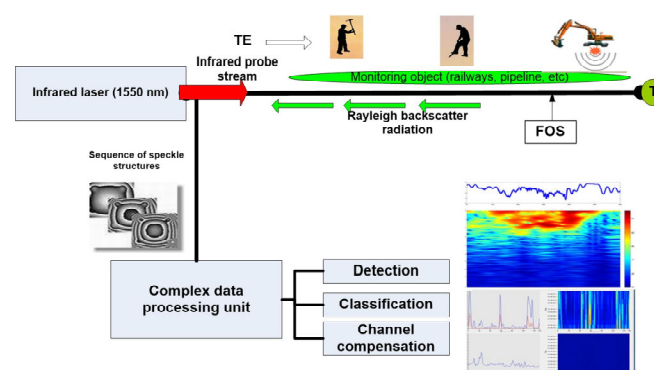 TE
Infrared probe
stream
Infrared laser (1550 nm)
Monitoring object (railways, pipeline, etc)
T
Rayleigh backscatter
radiation
FOS
Sequence of speckle
structures
Complex data
processing unit
Detection
Classification
Channel
compensation